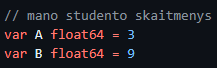 // mano studento skaitmenys
var A float64 = 3
var B float64 = 9